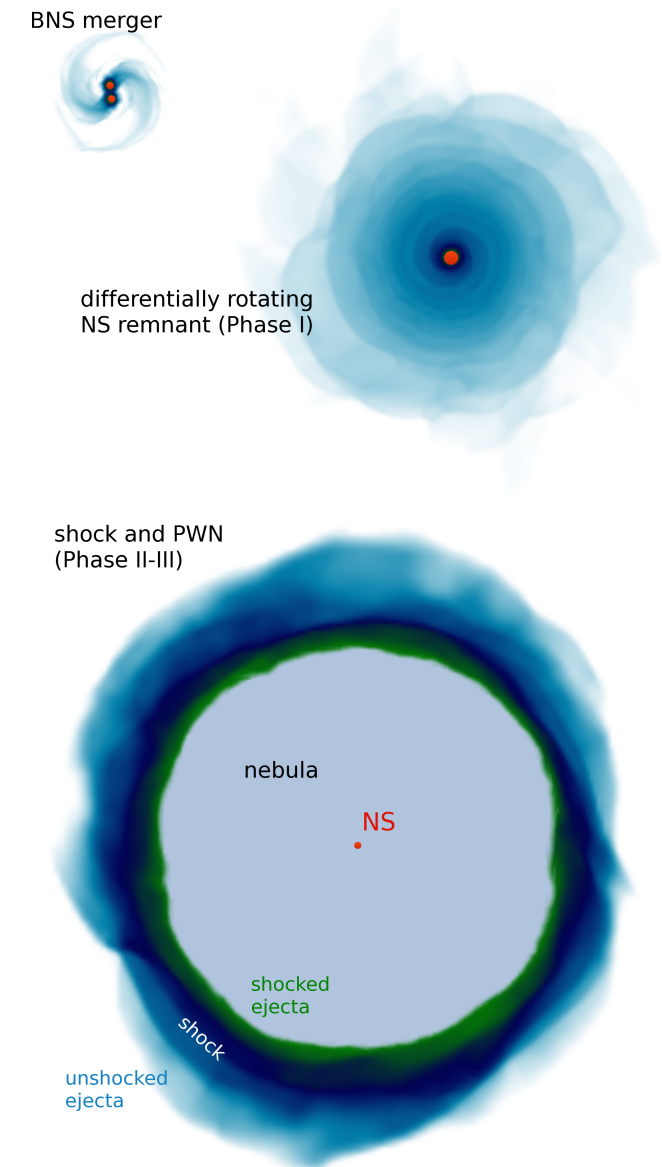 BNS merger
differentially rotating
NS remnant (Phase I)
shock and PWN
(Phase II-III)
nebula
NS
shocked
ejecta
shock
unshocked
ejecta